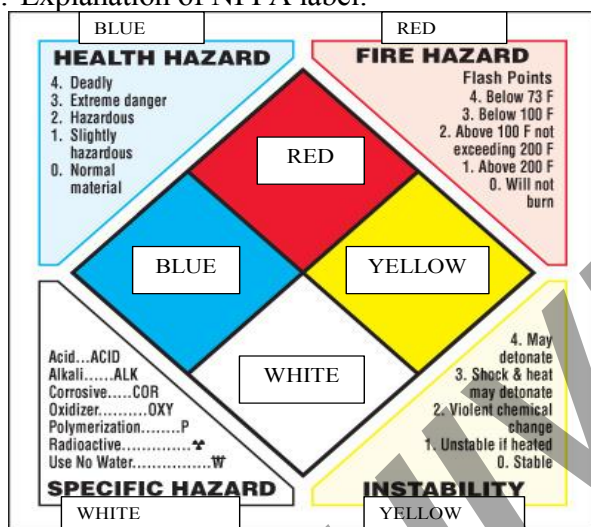 . Explanation of NFPA label.
BLUE
RED
HEALTH HAZARD
4. Deadly
3. Extreme danger
2. Hazardous
1. Slightly
hazardous
0. Normal
material
FIRE HAZARD
Flash Points
4. Below 73 F
3. Below 100 F
2. Above 100 F not
exceeding 200 F
1. Above 200 F
0. Will not
burn
RED
BLUE
YELLOW
WHITE
Acid...ACID
Alkali......ALK
Corrosive.....COR
Oxidizer..........OXY
Polymerization........P
Radioactive..............☢
Use No Water................W̶
SPECIFIC HAZARD
WHITE
4. May
detonate
3. Shock & heat
may detonate
2. Violent chemical
change
1. Unstable if heated
0. Stable
INSTABILITY
YELLOW